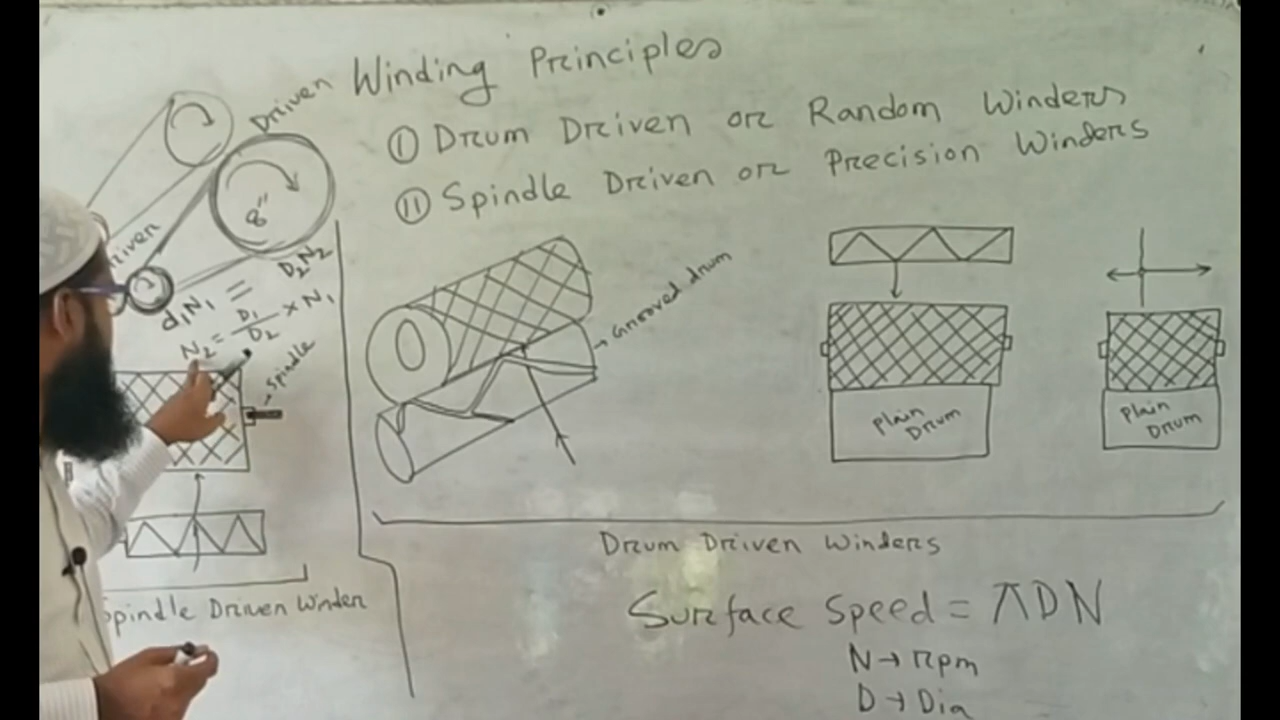 Winding Principles
① Drum Driven or Random Winders
② Spindle Driven or Precision Winders
Driven
8"
d₁N₁ = D₂N₂
N₂ = D₁/D₂ × N₁
Spindle
Spindle Driven Winder
Grooved drum
Plain Drum
Plain Drum
Drum Driven Winders
Surface Speed = πDN
N → rpm
D → Dia